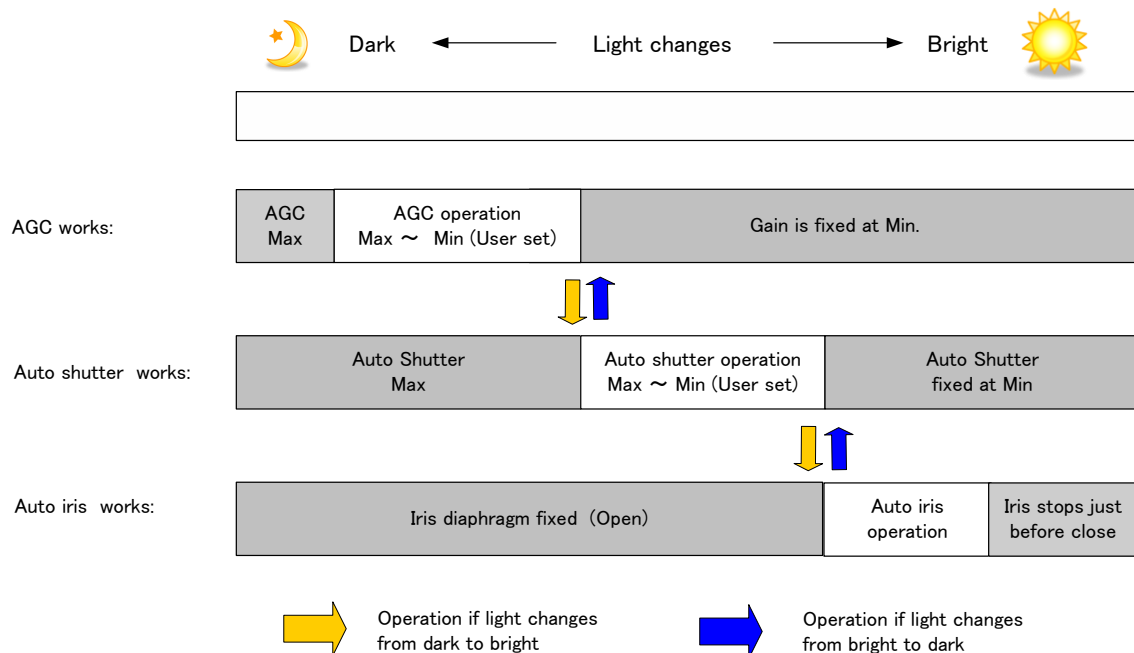 Dark
Light changes
Bright
AGC works:
AGC
Max
AGC operation
Max ～ Min (User set)
Gain is fixed at Min.
Auto shutter works:
Auto Shutter
Max
Auto shutter operation
Max ～ Min (User set)
Auto Shutter
fixed at Min
Auto iris works:
Iris diaphragm fixed (Open)
Auto iris
operation
Iris stops just
before close
Operation if light changes
from dark to bright
Operation if light changes
from bright to dark